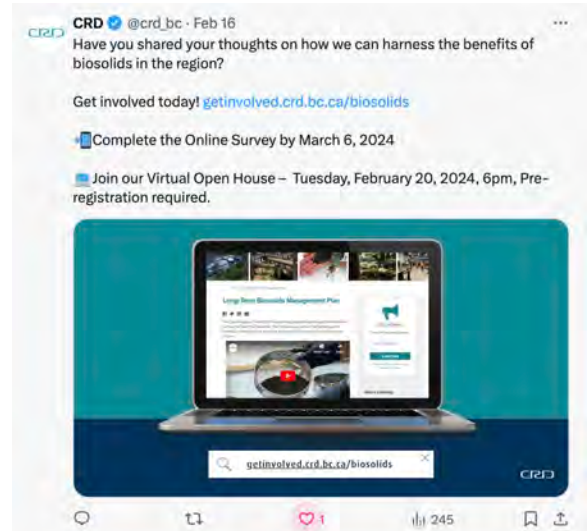 CRD @crd_bc · Feb 16
CRD
Have you shared your thoughts on how we can harness the benefits of
biosolids in the region?
Get involved today! getinvolved.crd.bc.ca/biosolids
Complete the Online Survey by March 6, 2024
Join our Virtual Open House – Tuesday, February 20, 2024, 6pm, Pre-
registration required.
Long-Term Biosolids Management Plan
getinvolved.crd.bc.ca/biosolids
CRD
1
245